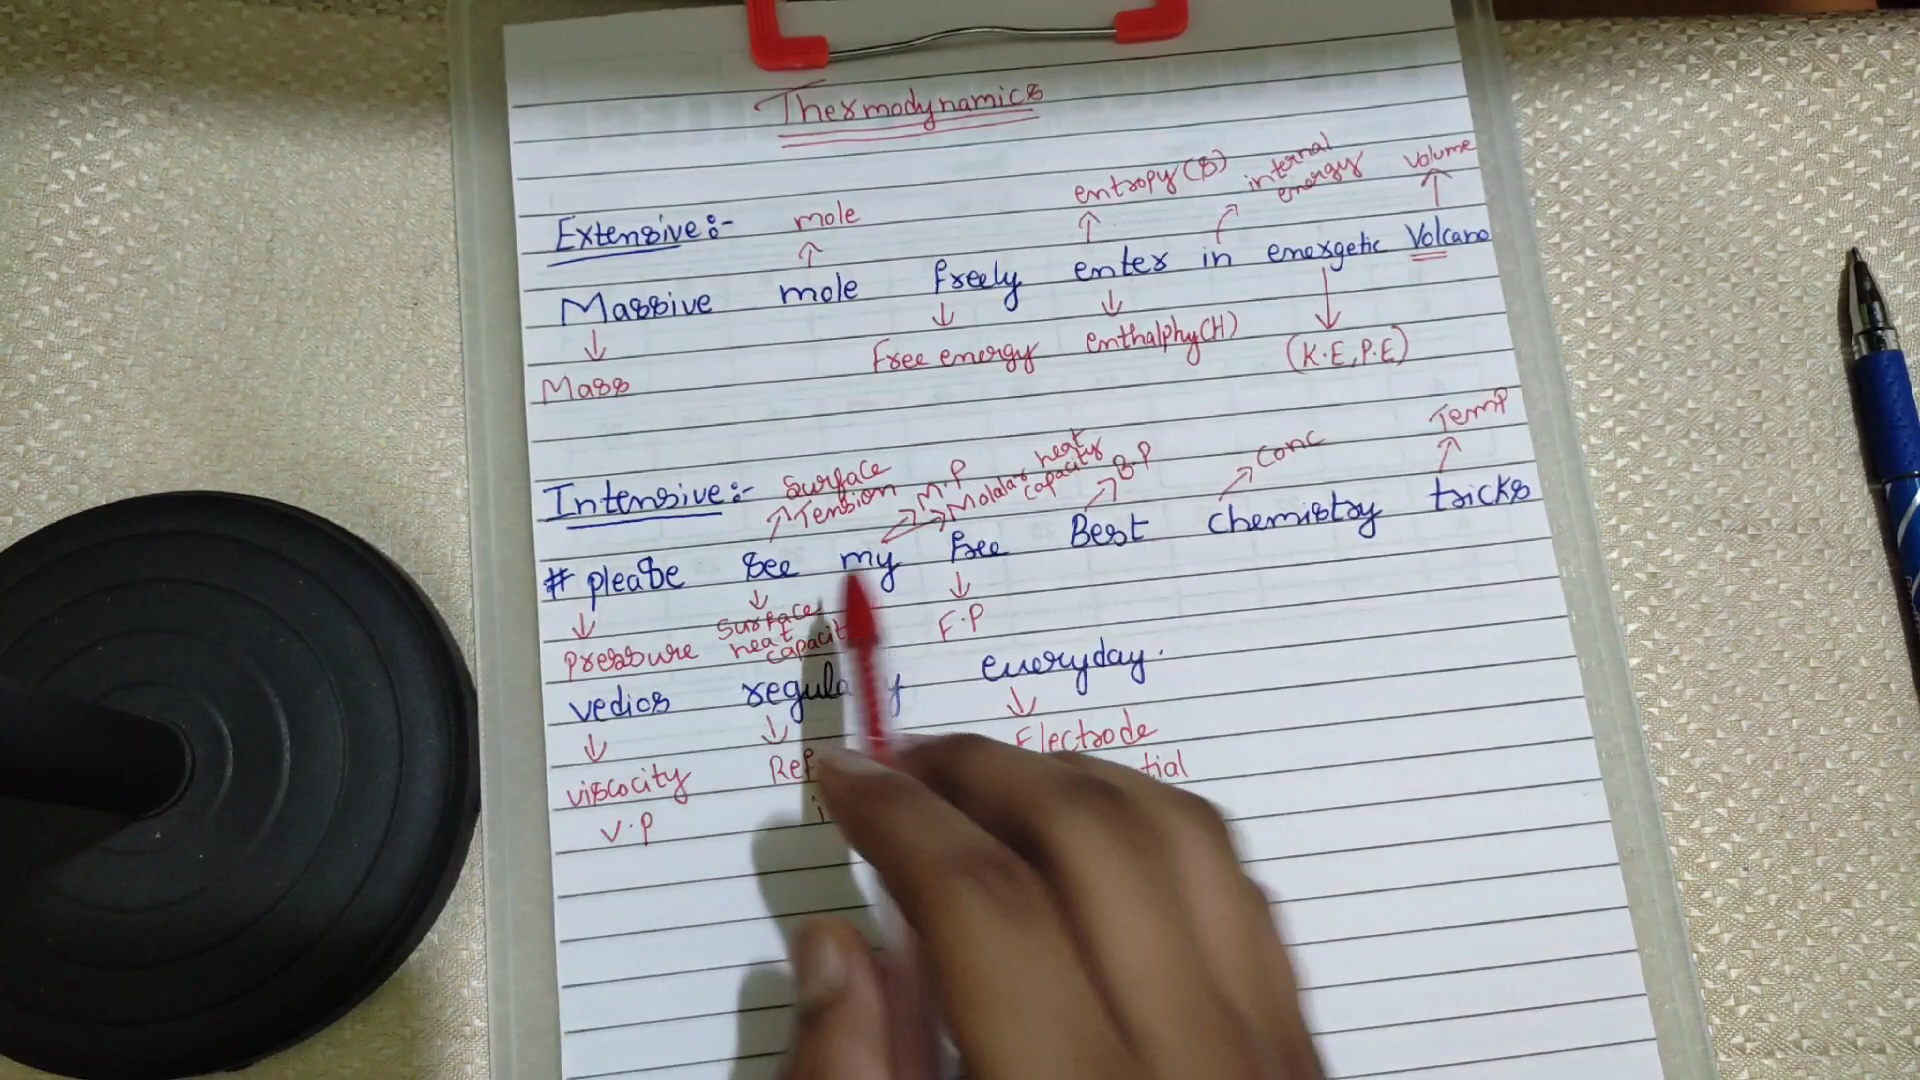 Thermodynamics
entropy(S) internal energy Volume
Extensive:- mole
Massive mole freely enter in energetic Volcano
Mass Free energy enthalphy(H) (K.E, P.E)
Intensive:- Surface Tension M.P Molalar heat capacity B.P Conc Temp
# please see my free Best chemistry tricks
pressure Surface heat F.P
vedios everyday.
viscocity Electrode
V.P